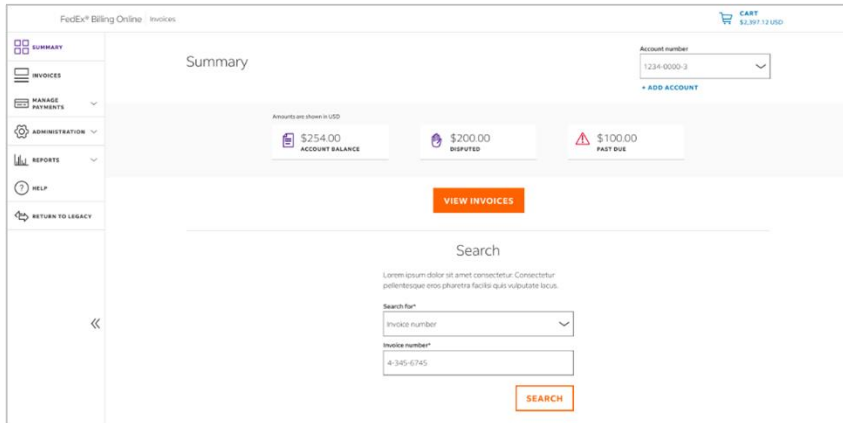 FedEx® Billing Online Invoices
CART
$2,397.12 USD
SUMMARY
INVOICES
MANAGE
PAYMENTS
ADMINISTRATION
REPORTS
HELP
RETURN TO LEGACY
Summary
Account number
1234-0000-3
+ ADD ACCOUNT
Amounts are shown in USD
$254.00
ACCOUNT BALANCE
$200.00
DISPUTED
$100.00
PAST DUE
VIEW INVOICES
Search
Lorem ipsum dolor sit amet consectetur. Consectetur
pellentesque eros pharetra facilisi quis vulputate lacus.
Search for*
Invoice number
Invoice number*
4-345-6745
SEARCH